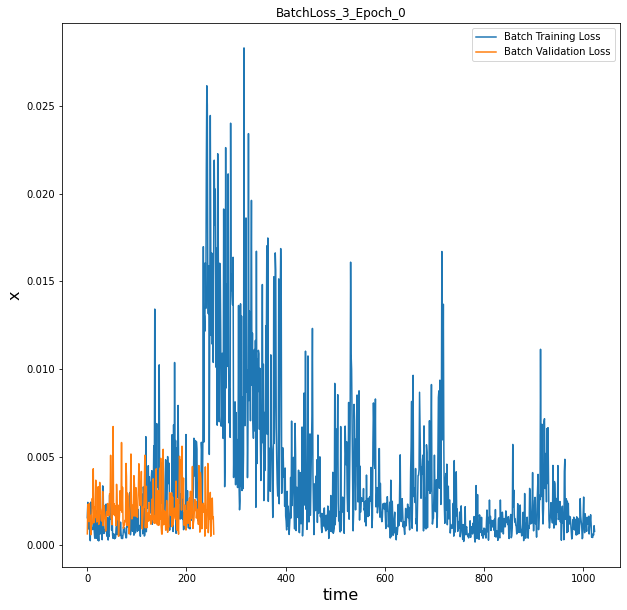 BatchLoss_3_Epoch_0
Batch Training Loss
Batch Validation Loss
0.025
0.020
0.015
0.010
0.005
0.000
x
0 200 400 600 800 1000
time